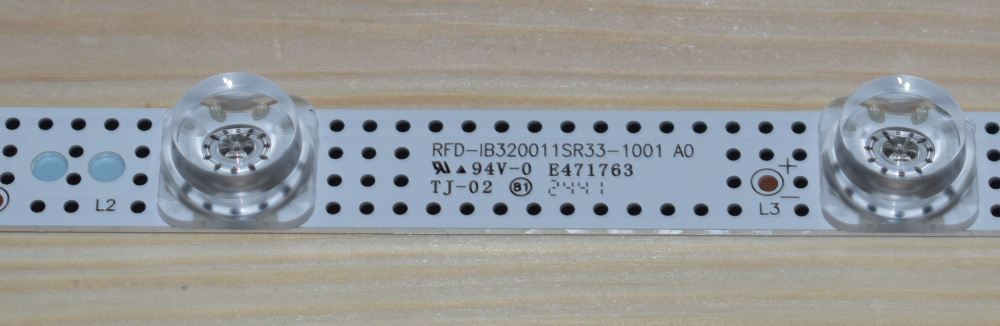 RFD-IB320011SR33-1001 A0
94V-0 E471763
TJ-02 81 2441
L2
L3
+
-